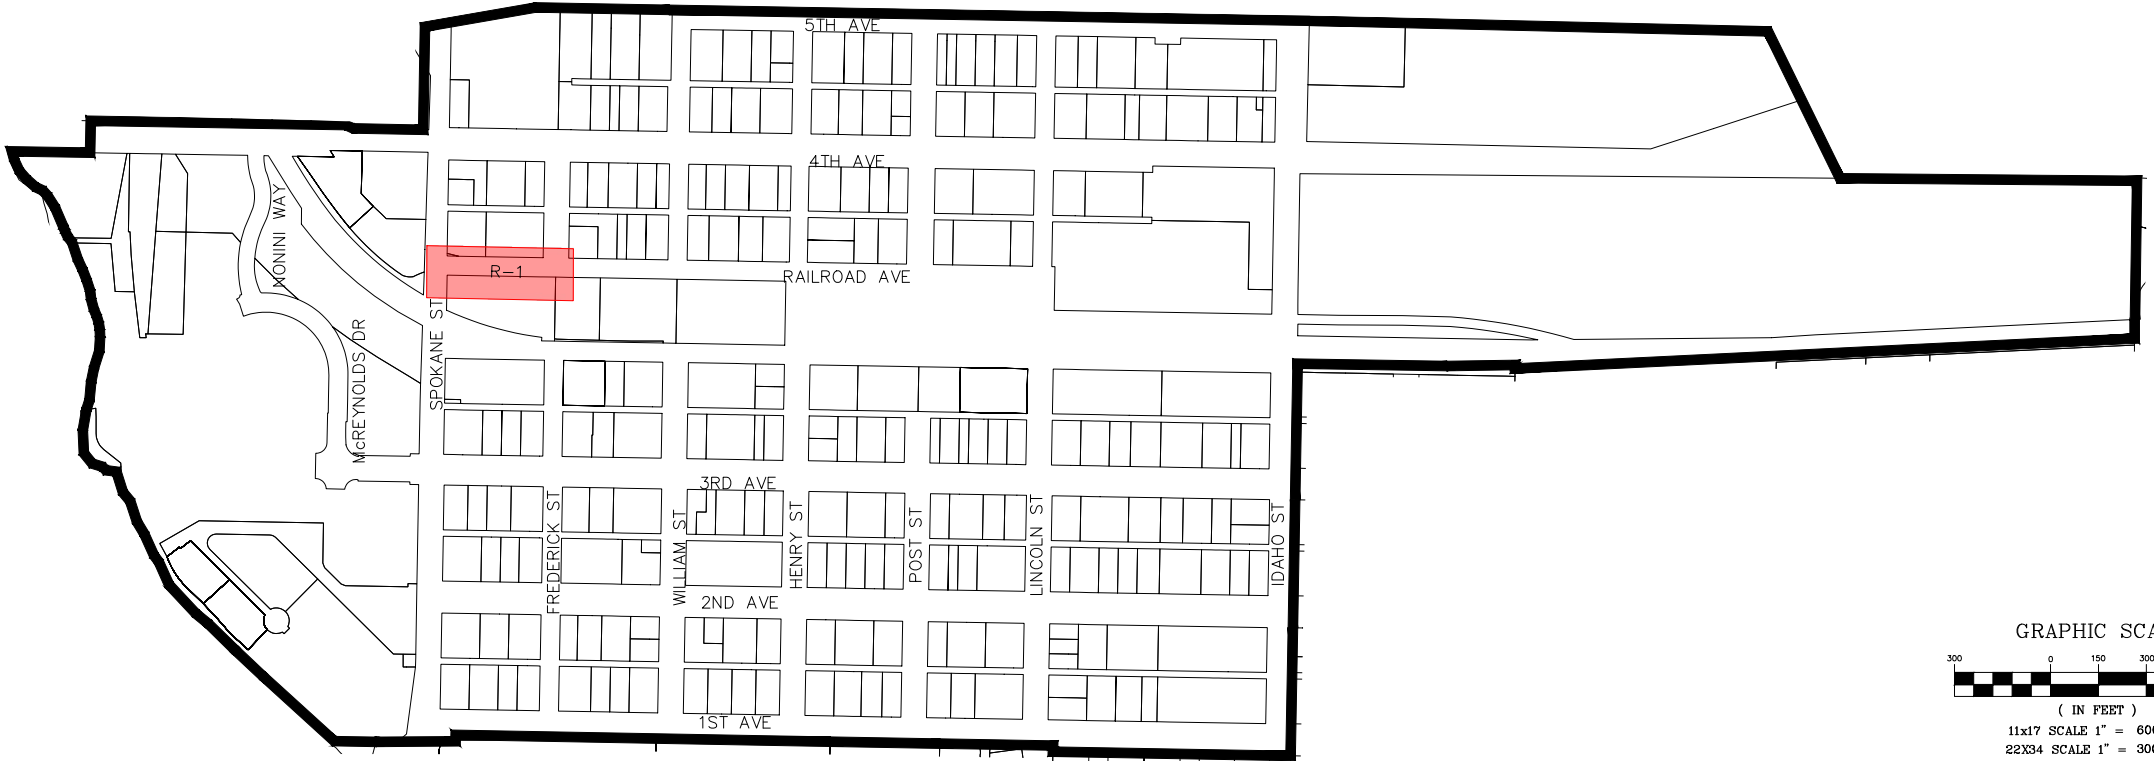 5TH AVE
4TH AVE
NONINI WAY
R-1
RAILROAD AVE
SPOKANE ST
McREYNOLDS DR
3RD AVE
FREDERICK ST
WILLIAM ST
HENRY ST
POST ST
LINCOLN ST
IDAHO ST
2ND AVE
1ST AVE
GRAPHIC SCA
300 0 150 300
( IN FEET )
11x17 SCALE 1" = 60
22X34 SCALE 1" = 30